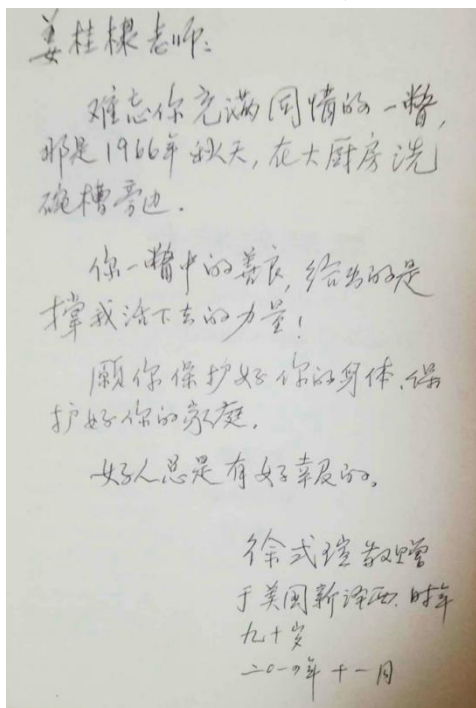 姜桂榡老师:
难忘你充满同情的一瞥,
那是1966年秋天,在大厨房洗
碗槽旁边.
你一瞥中的善良,给出的是
撑我活下去的力量!
愿你保护好你的身体、保
护好你的家庭.
好人总是有好报的.
徐式瑄敬赠
于美国新泽西.时年
九十岁
二〇一四年十一月